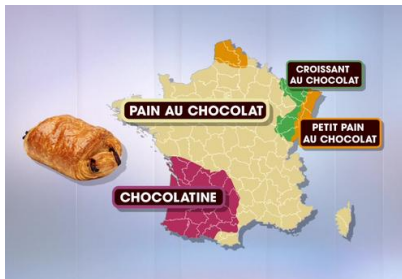 CROISSANT
AU CHOCOLAT
PAIN AU CHOCOLAT
PETIT PAIN
AU CHOCOLAT
CHOCOLATINE